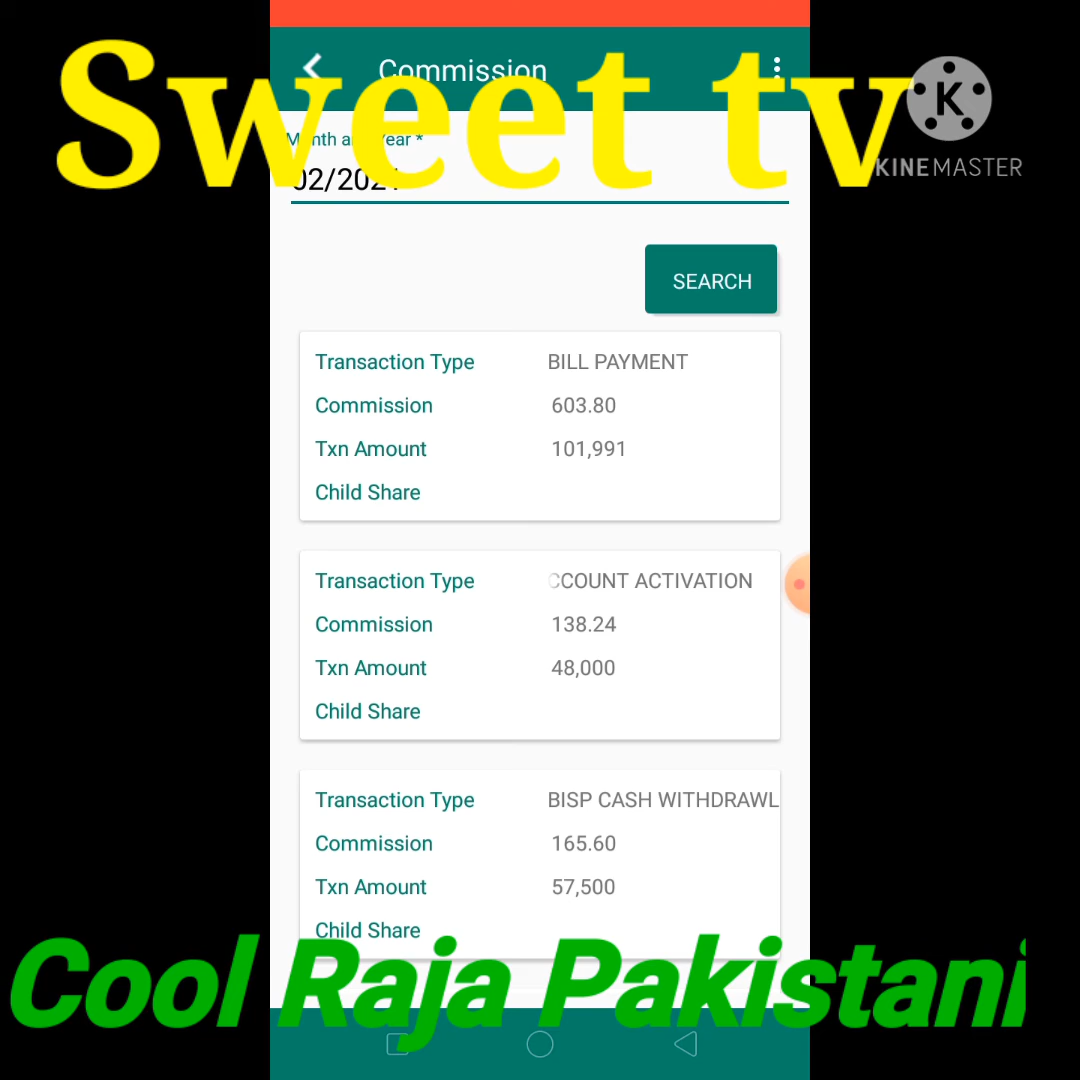 Sweet tv
Commission
KINEMASTER
Month and Year *
02/2021
SEARCH
Transaction Type BILL PAYMENT
Commission 603.80
Txn Amount 101,991
Child Share
Transaction Type CCOUNT ACTIVATION
Commission 138.24
Txn Amount 48,000
Child Share
Transaction Type BISP CASH WITHDRAWL
Commission 165.60
Txn Amount 57,500
Child Share
Cool Raja Pakistani